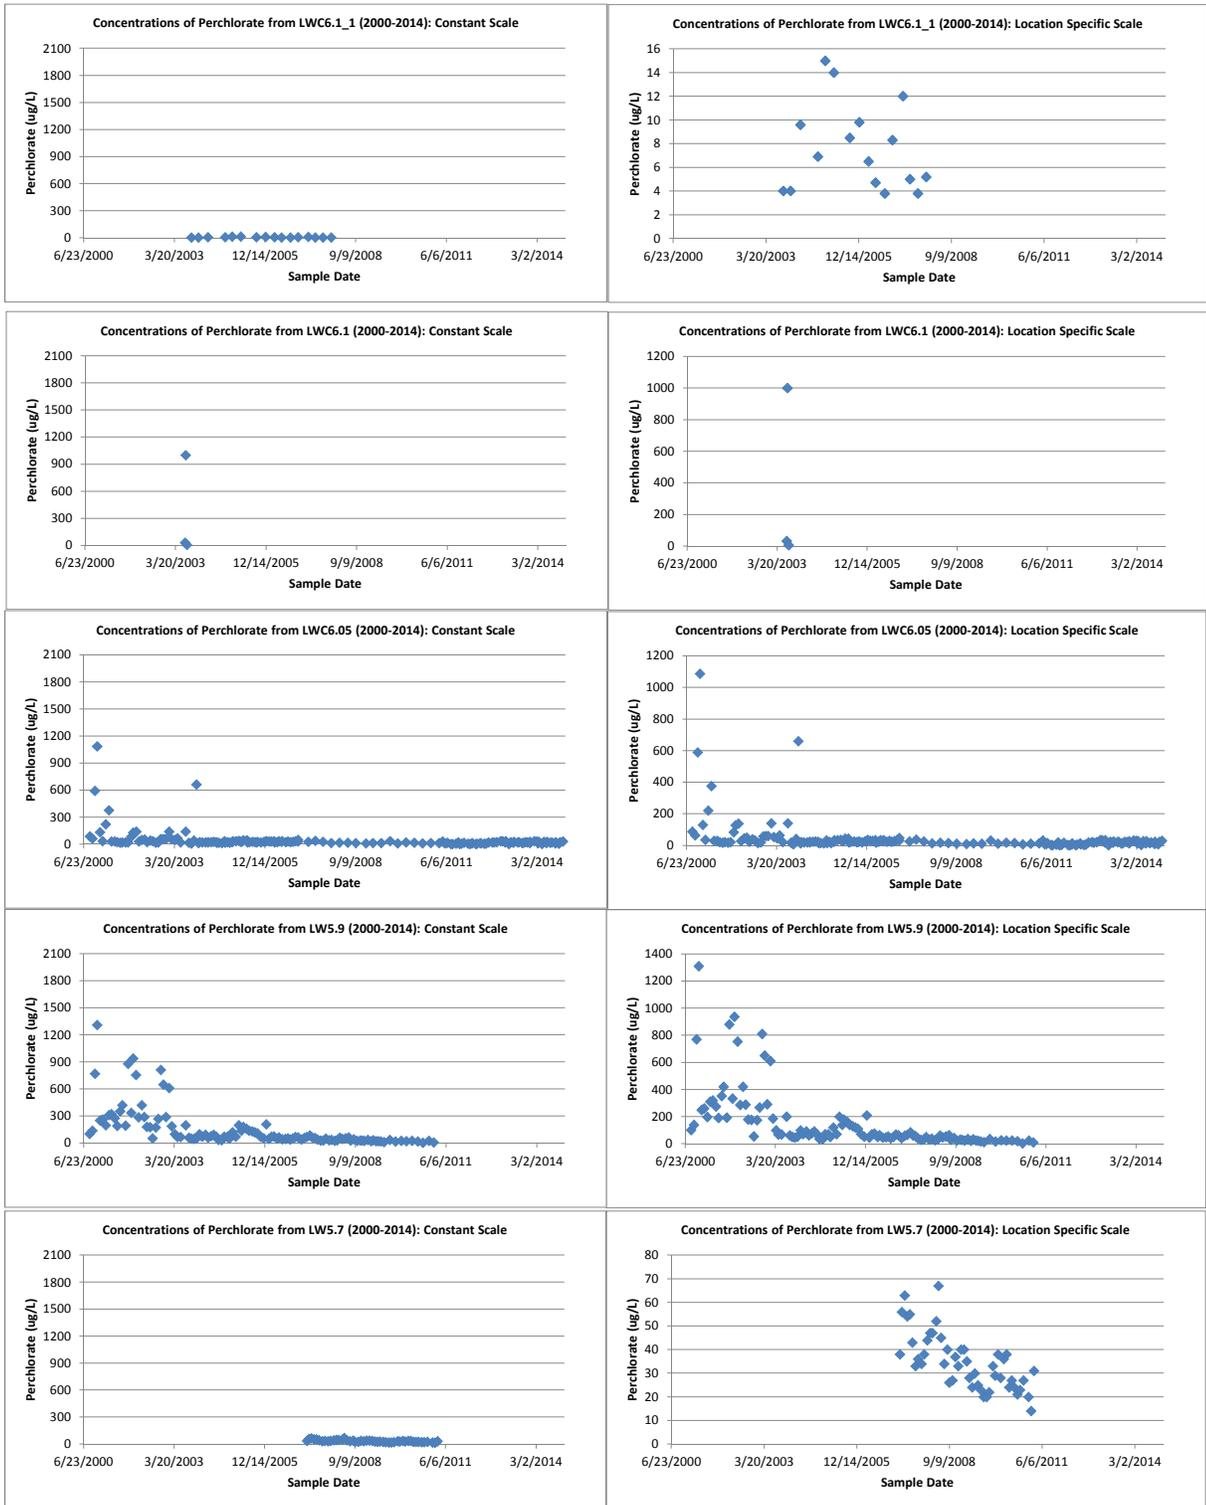 Concentrations of Perchlorate from LWC6.1_1 (2000-2014): Constant Scale
Perchlorate (ug/L)
2100
1800
1500
1200
900
600
300
0
6/23/2000 3/20/2003 12/14/2005 9/9/2008 6/6/2011 3/2/2014
Sample Date
Concentrations of Perchlorate from LWC6.1_1 (2000-2014): Location Specific Scale
Perchlorate (ug/L)
16
14
12
10
8
6
4
2
0
6/23/2000 3/20/2003 12/14/2005 9/9/2008 6/6/2011 3/2/2014
Sample Date
Concentrations of Perchlorate from LWC6.1 (2000-2014): Constant Scale
Perchlorate (ug/L)
2100
1800
1500
1200
900
600
300
0
6/23/2000 3/20/2003 12/14/2005 9/9/2008 6/6/2011 3/2/2014
Sample Date
Concentrations of Perchlorate from LWC6.1 (2000-2014): Location Specific Scale
Perchlorate (ug/L)
1200
1000
800
600
400
200
0
6/23/2000 3/20/2003 12/14/2005 9/9/2008 6/6/2011 3/2/2014
Sample Date
Concentrations of Perchlorate from LWC6.05 (2000-2014): Constant Scale
Perchlorate (ug/L)
2100
1800
1500
1200
900
600
300
0
6/23/2000 3/20/2003 12/14/2005 9/9/2008 6/6/2011 3/2/2014
Sample Date
Concentrations of Perchlorate from LWC6.05 (2000-2014): Location Specific Scale
Perchlorate (ug/L)
1200
1000
800
600
400
200
0
6/23/2000 3/20/2003 12/14/2005 9/9/2008 6/6/2011 3/2/2014
Sample Date
Concentrations of Perchlorate from LW5.9 (2000-2014): Constant Scale
Perchlorate (ug/L)
2100
1800
1500
1200
900
600
300
0
6/23/2000 3/20/2003 12/14/2005 9/9/2008 6/6/2011 3/2/2014
Sample Date
Concentrations of Perchlorate from LW5.9 (2000-2014): Location Specific Scale
Perchlorate (ug/L)
1400
1200
1000
800
600
400
200
0
6/23/2000 3/20/2003 12/14/2005 9/9/2008 6/6/2011 3/2/2014
Sample Date
Concentrations of Perchlorate from LW5.7 (2000-2014): Constant Scale
Perchlorate (ug/L)
2100
1800
1500
1200
900
600
300
0
6/23/2000 3/20/2003 12/14/2005 9/9/2008 6/6/2011 3/2/2014
Sample Date
Concentrations of Perchlorate from LW5.7 (2000-2014): Location Specific Scale
Perchlorate (ug/L)
80
70
60
50
40
30
20
10
0
6/23/2000 3/20/2003 12/14/2005 9/9/2008 6/6/2011 3/2/2014
Sample Date